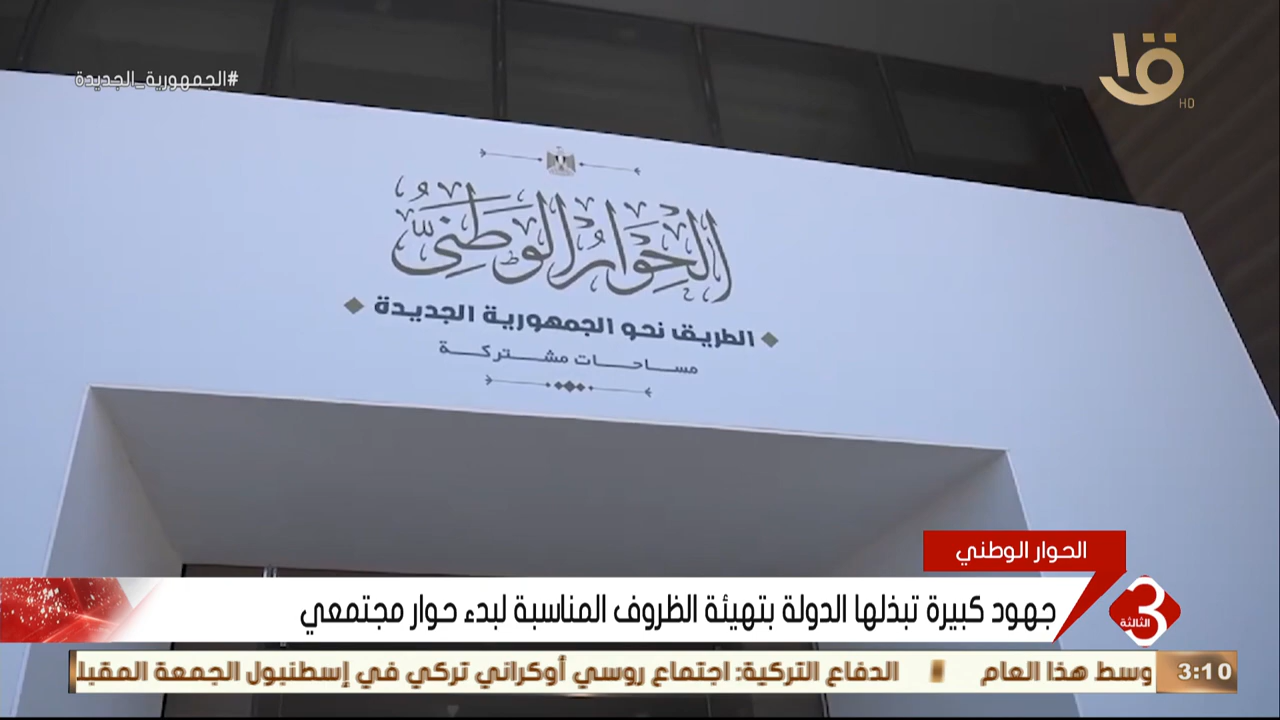 #الجمهورية_الجديدة
HD
الحوار الوطني
الطريق نحو الجمهورية الجديدة
مساحات مشتركة
الحوار الوطني
جهود كبيرة تبذلها الدولة بتهيئة الظروف المناسبة لبدء حوار مجتمعي
3 الثالثة
3:10 وسط هذا العام الدفاع التركية: اجتماع روسي أوكراني تركي في إسطنبول الجمعة المقبل